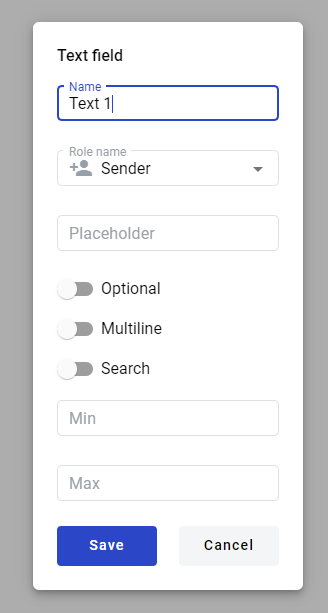 Text field
Name
Text 1
Role name
Sender
Placeholder
Optional
Multiline
Search
Min
Max
Save Cancel